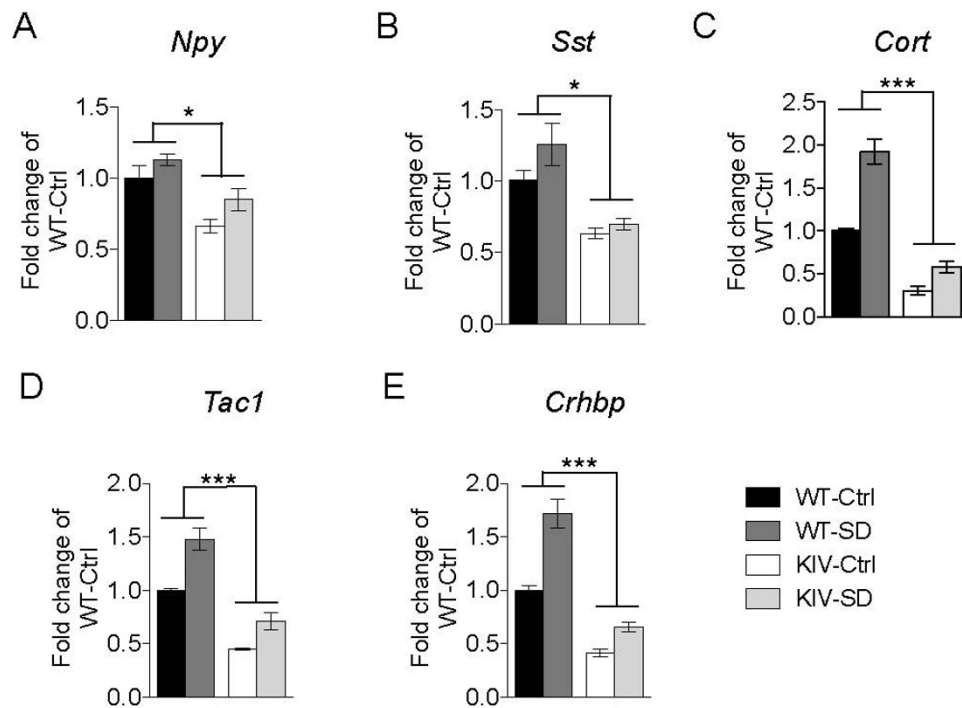 A
Npy
Fold change of
WT-Ctrl
1.5
1.0
0.5
0.0
*
B
Sst
Fold change of
WT-Ctrl
2.0
1.5
1.0
0.5
0.0
*
C
Cort
Fold change of
WT-Ctrl
2.5
2.0
1.5
1.0
0.5
0.0
***
D
Tac1
Fold change of
WT-Ctrl
2.0
1.5
1.0
0.5
0.0
***
E
Crhbp
Fold change of
WT-Ctrl
2.0
1.5
1.0
0.5
0.0
***
WT-Ctrl
WT-SD
KIV-Ctrl
KIV-SD